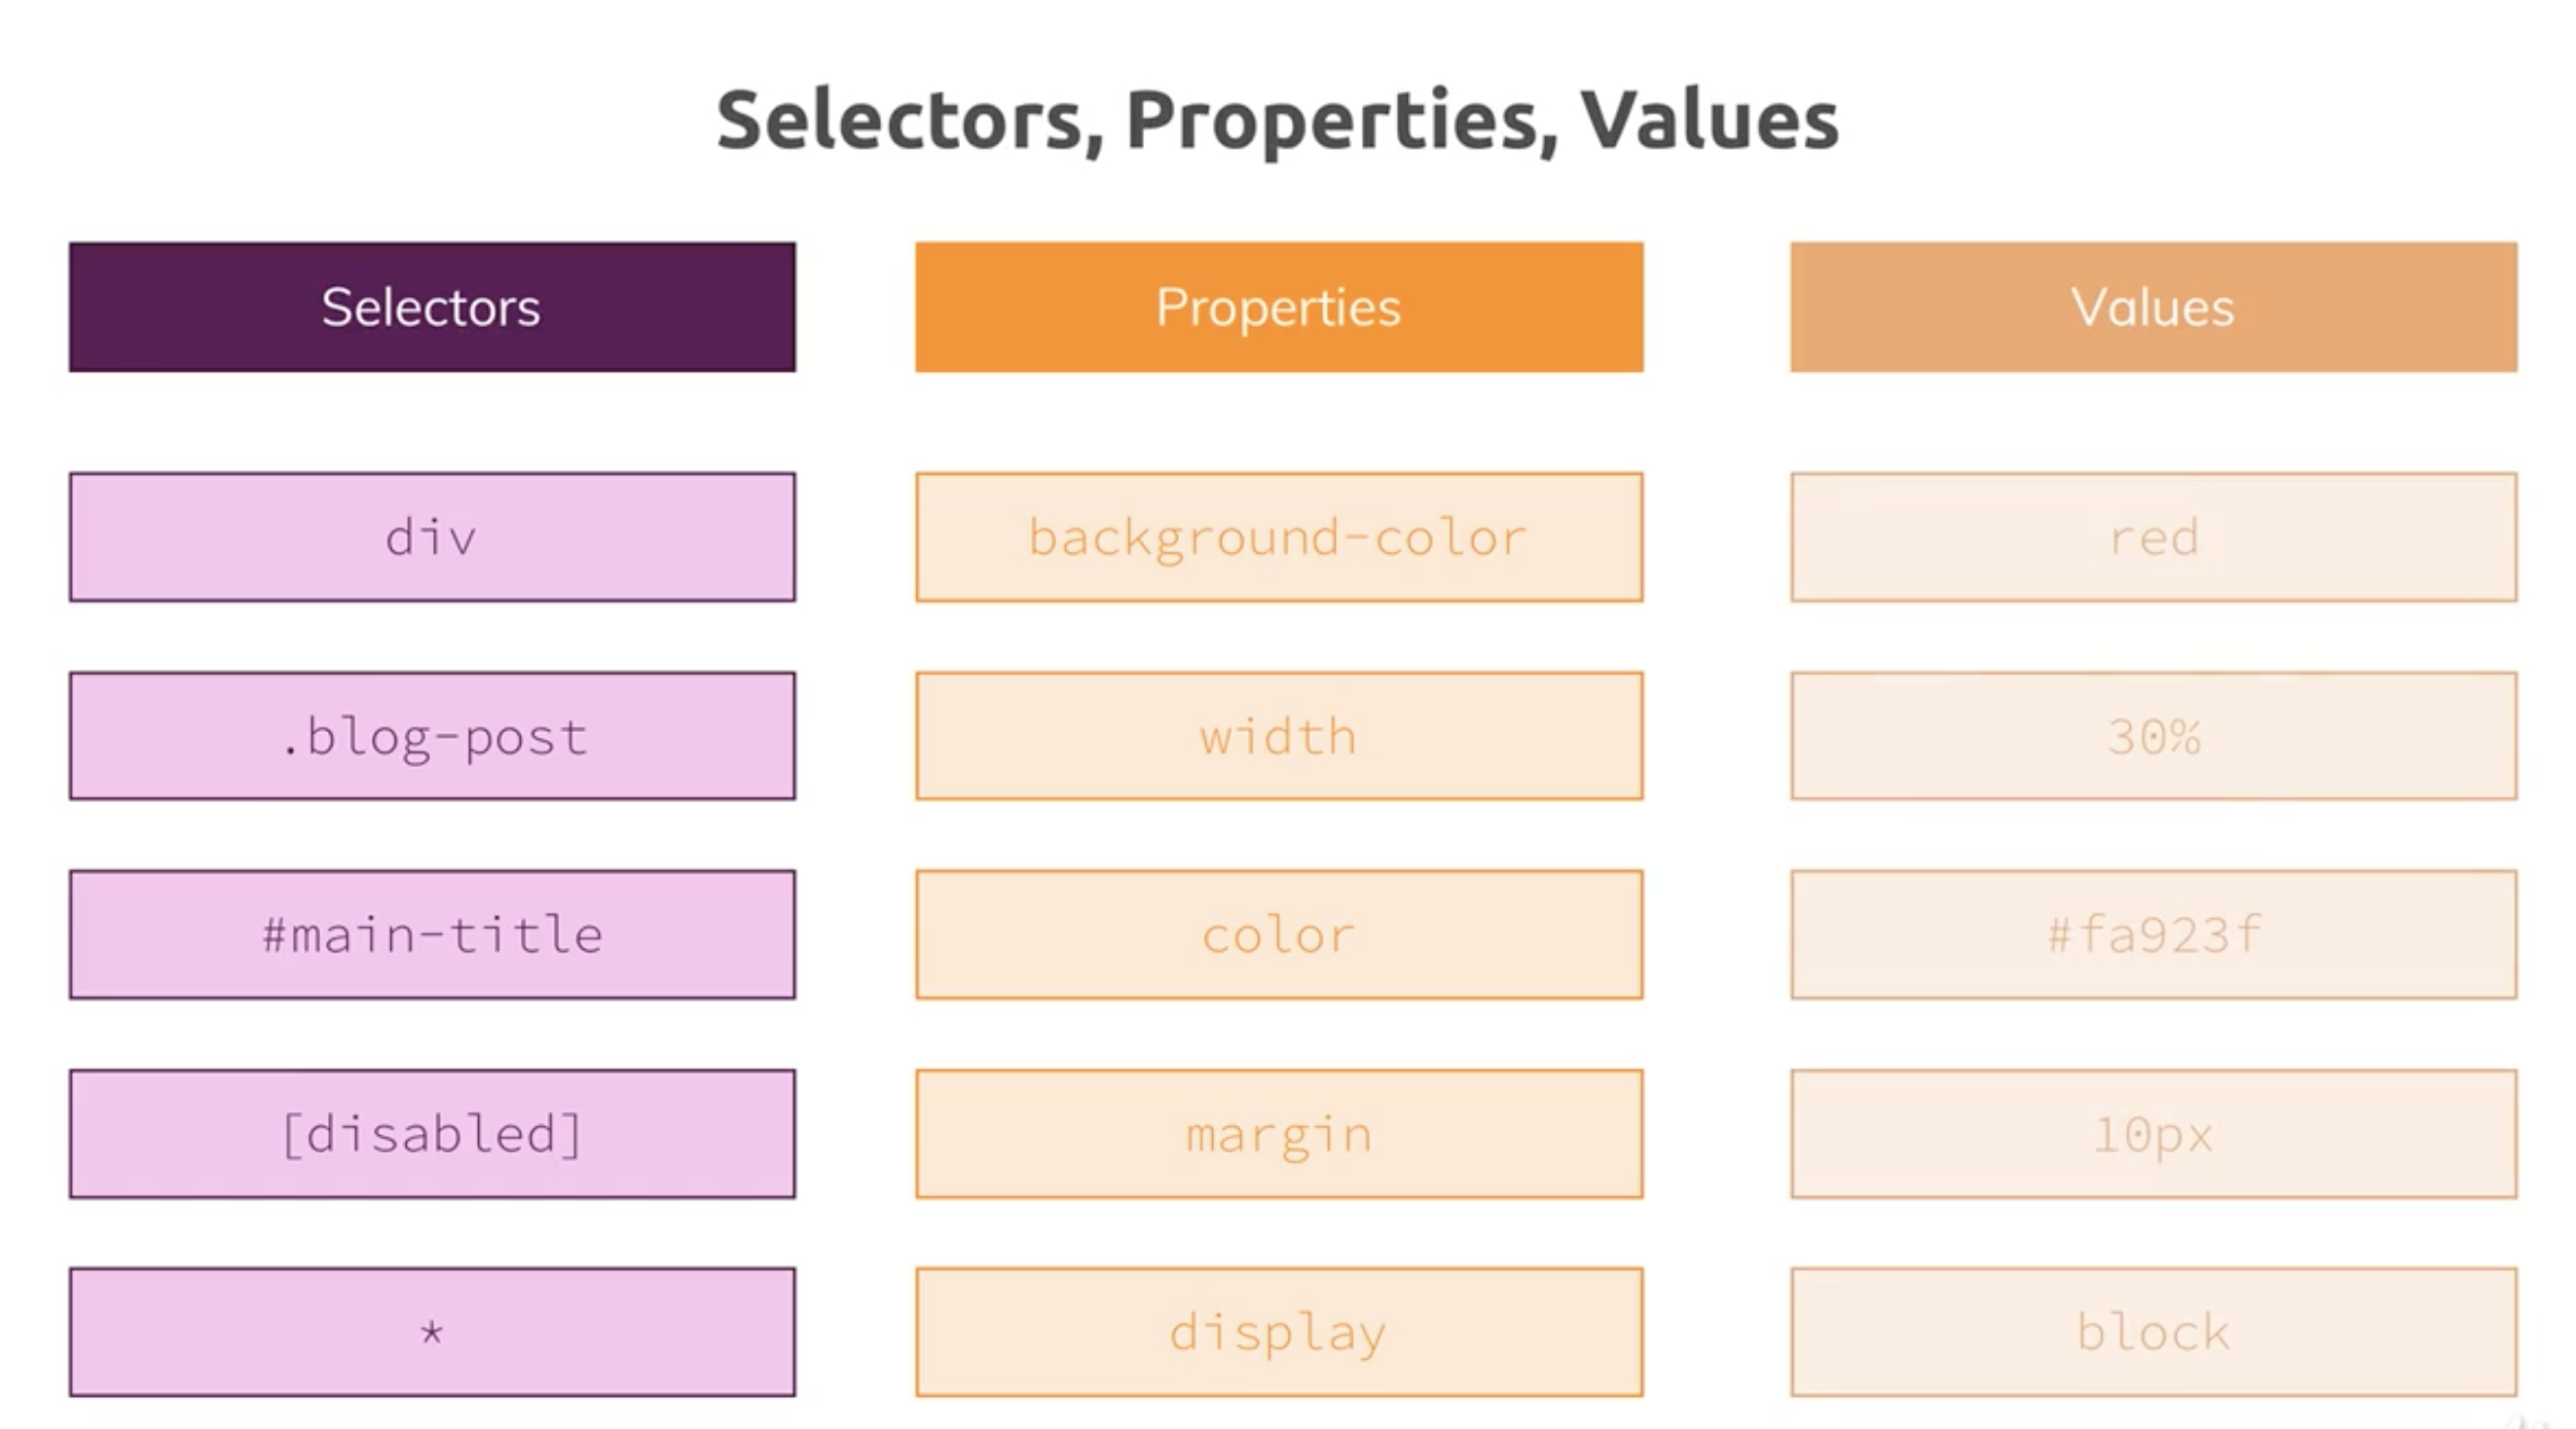 Selectors, Properties, Values
Selectors Properties Values
div background-color red
.blog-post width 30%
#main-title color #fa923f
[disabled] margin 10px
* display block